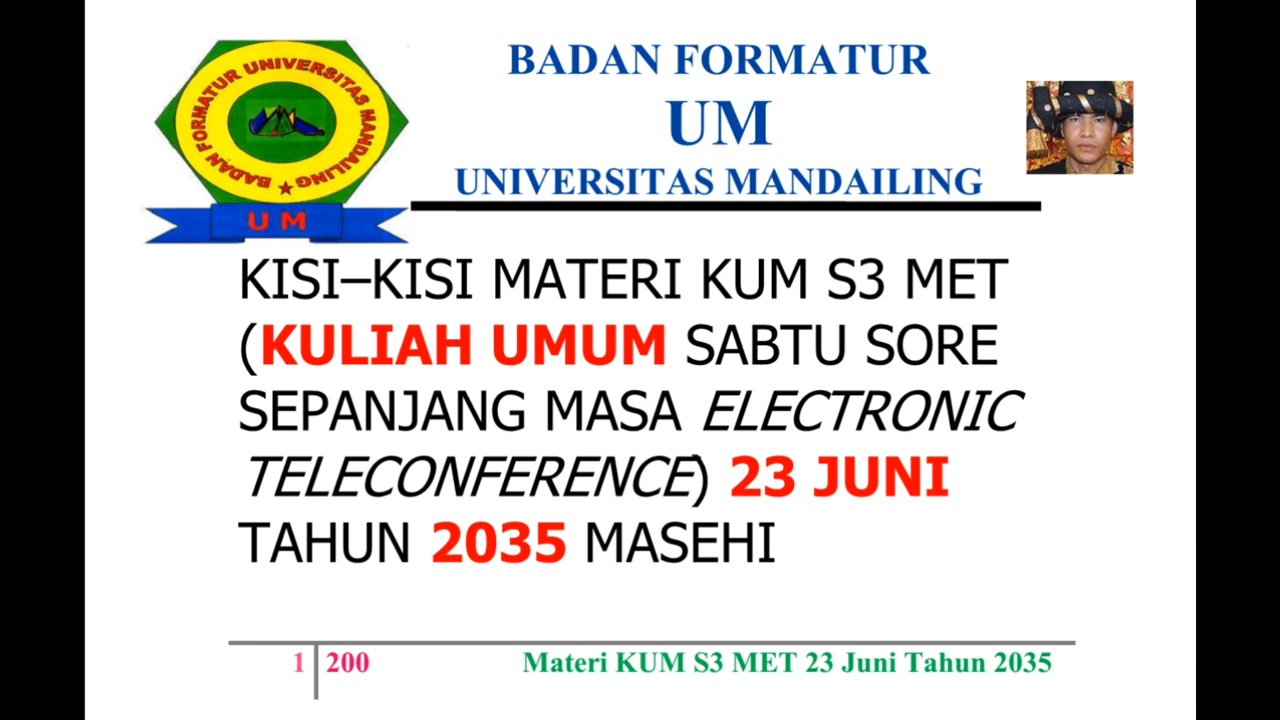 BADAN FORMATUR UNIVERSITAS MANDAILING
UM
BADAN FORMATUR
UM
UNIVERSITAS MANDAILING
KISI–KISI MATERI KUM S3 MET
(KULIAH UMUM SABTU SORE
SEPANJANG MASA ELECTRONIC
TELECONFERENCE) 23 JUNI
TAHUN 2035 MASEHI
1 200
Materi KUM S3 MET 23 Juni Tahun 2035